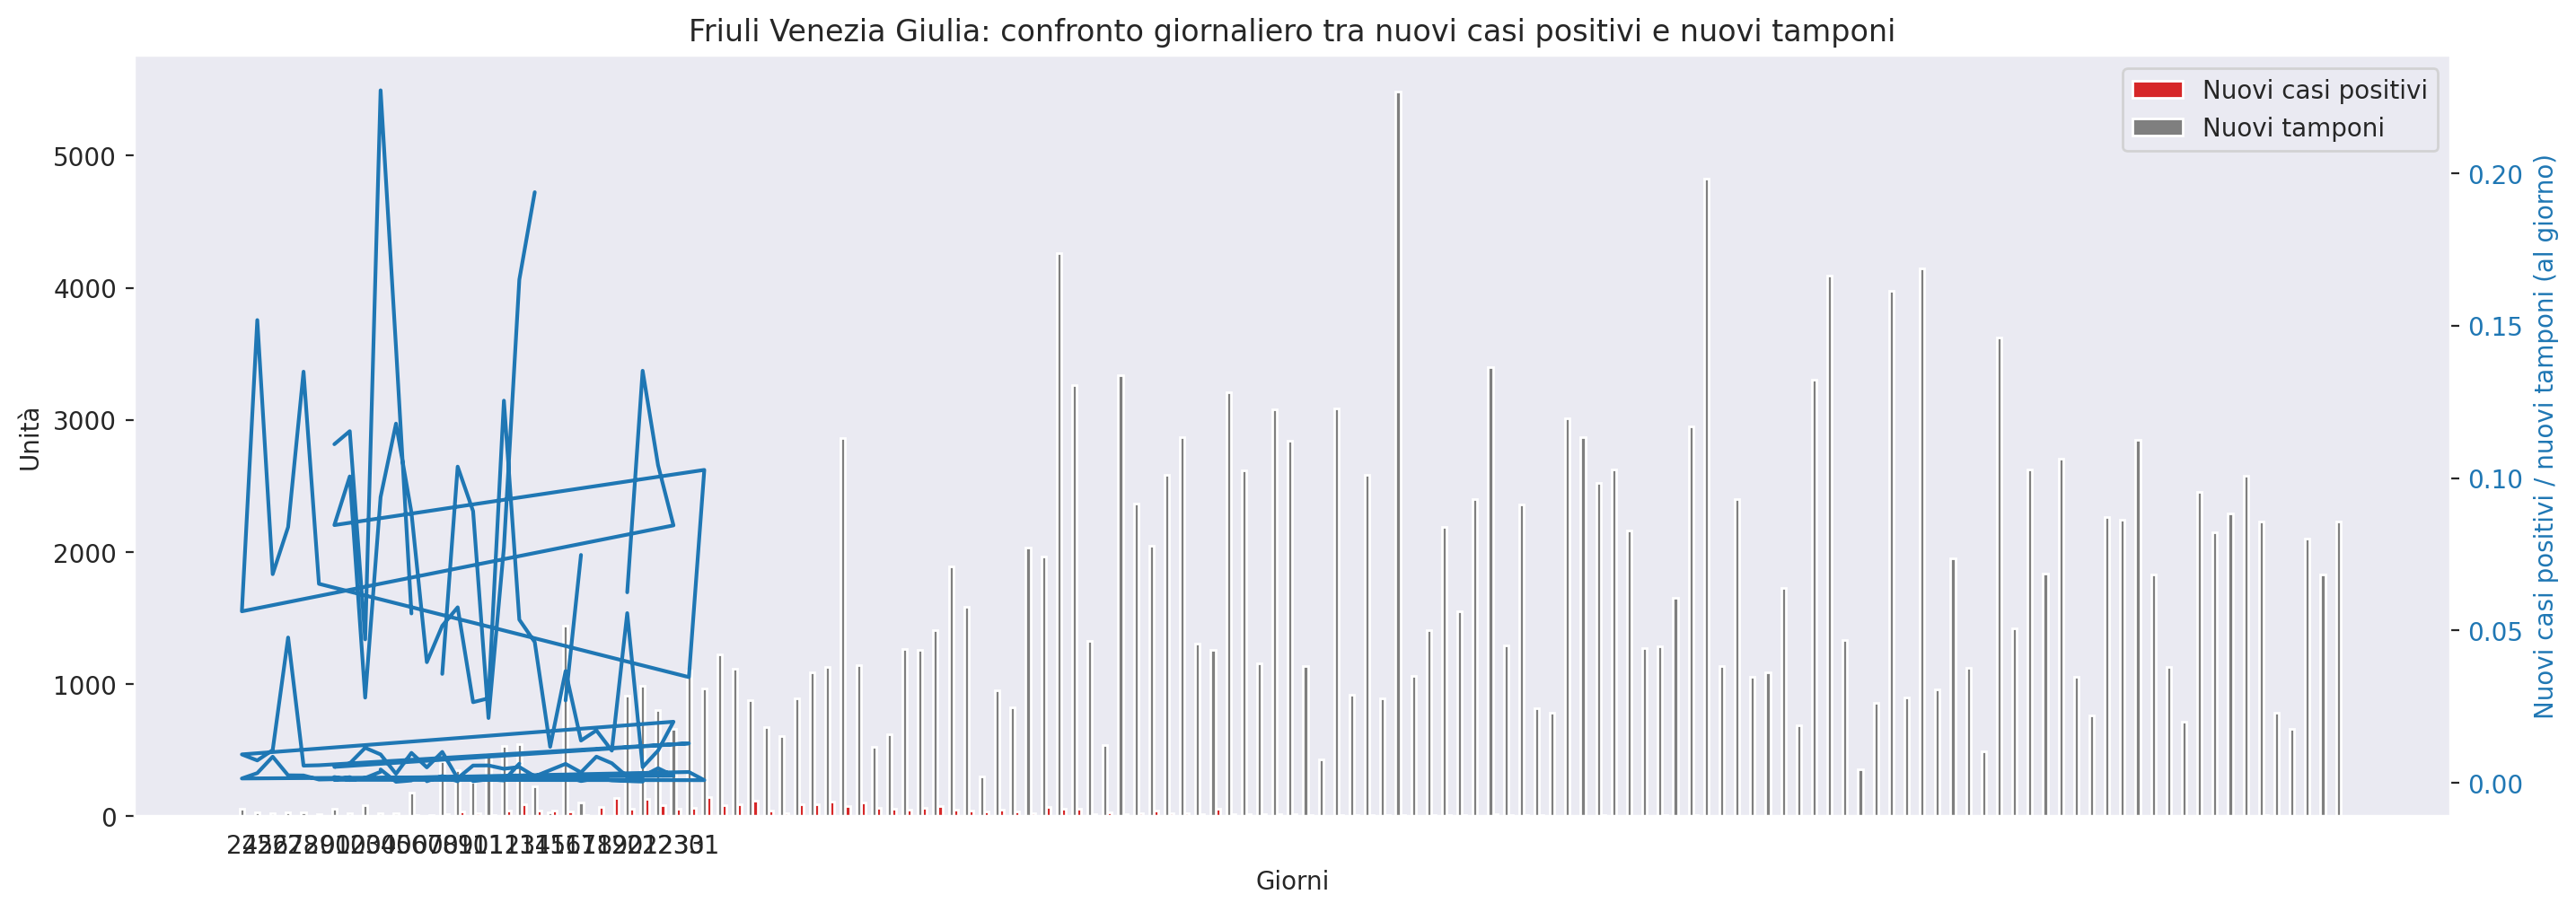 Friuli Venezia Giulia: confronto giornaliero tra nuovi casi positivi e nuovi tamponi
Nuovi casi positivi
Nuovi tamponi
5000
4000
3000
2000
1000
0
Unità
0.20
0.15
0.10
0.05
0.00
Nuovi casi positivi / nuovi tamponi (al giorno)
Giorni